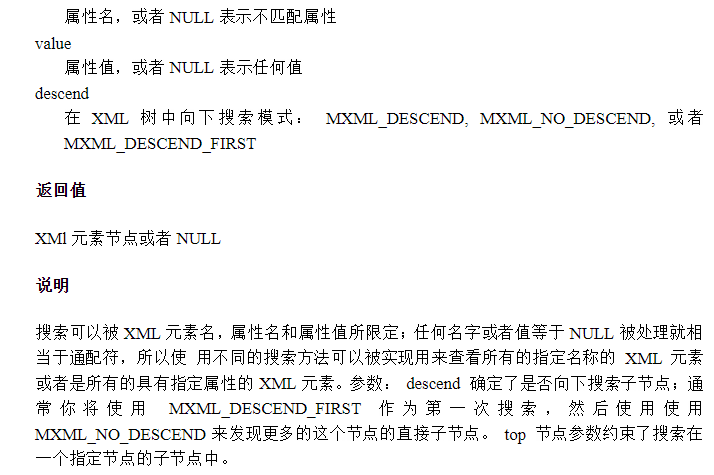 属性名，或者 NULL 表示不匹配属性
value
属性值，或者 NULL 表示任何值
descend
在 XML 树中向下搜索模式： MXML_DESCEND, MXML_NO_DESCEND, 或者
MXML_DESCEND_FIRST
返回值
XMl 元素节点或者 NULL
说明
搜索可以被 XML 元素名，属性名和属性值所限定；任何名字或者值等于 NULL 被处理就相
当于通配符，所以使 用不同的搜索方法可以被实现用来查看所有的指定名称的 XML 元素
或者是所有的具有指定属性的 XML 元素。参数： descend 确定了是否向下搜索子节点；通
常你将使用 MXML_DESCEND_FIRST 作为第一次搜索，然后使用使用
MXML_NO_DESCEND 来发现更多的这个节点的直接子节点。 top 节点参数约束了搜索在
一个指定节点的子节点中。